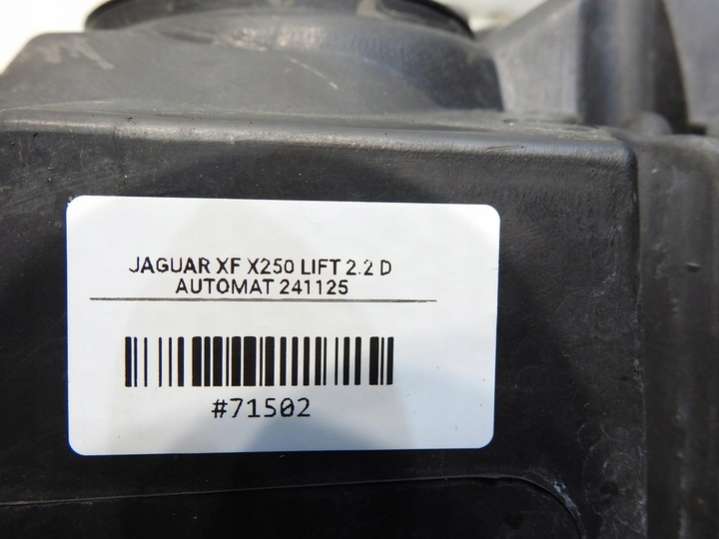 JAGUAR XF X250 LIFT 2.2 D
AUTOMAT 241125
#71502